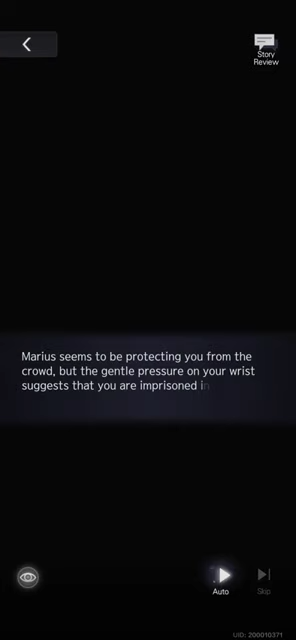 Story
Review
Marius seems to be protecting you from the
crowd, but the gentle pressure on your wrist
suggests that you are imprisoned in
Auto
Skip
UID: 200010371